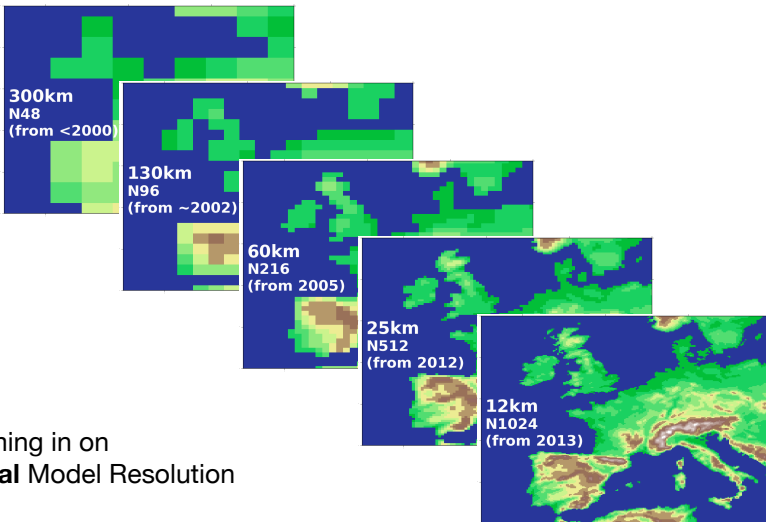 300km
N48
(from <2000)
130km
N96
(from ~2002)
60km
N216
(from 2005)
25km
N512
(from 2012)
12km
N1024
(from 2013)
Model Resolution